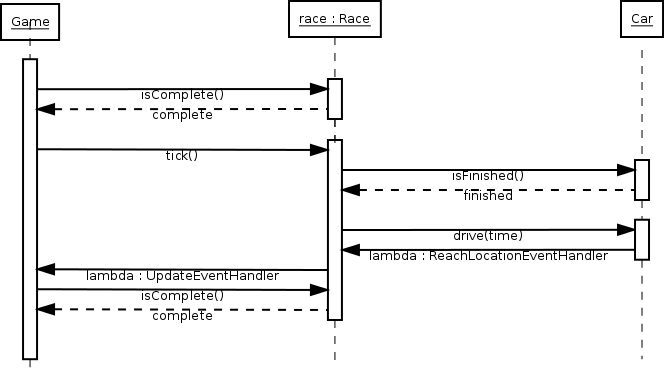 Game
race : Race
Car
isComplete()
complete
tick()
isFinished()
finished
drive(time)
lambda : ReachLocationEventHandler
lambda : UpdateEventHandler
isComplete()
complete